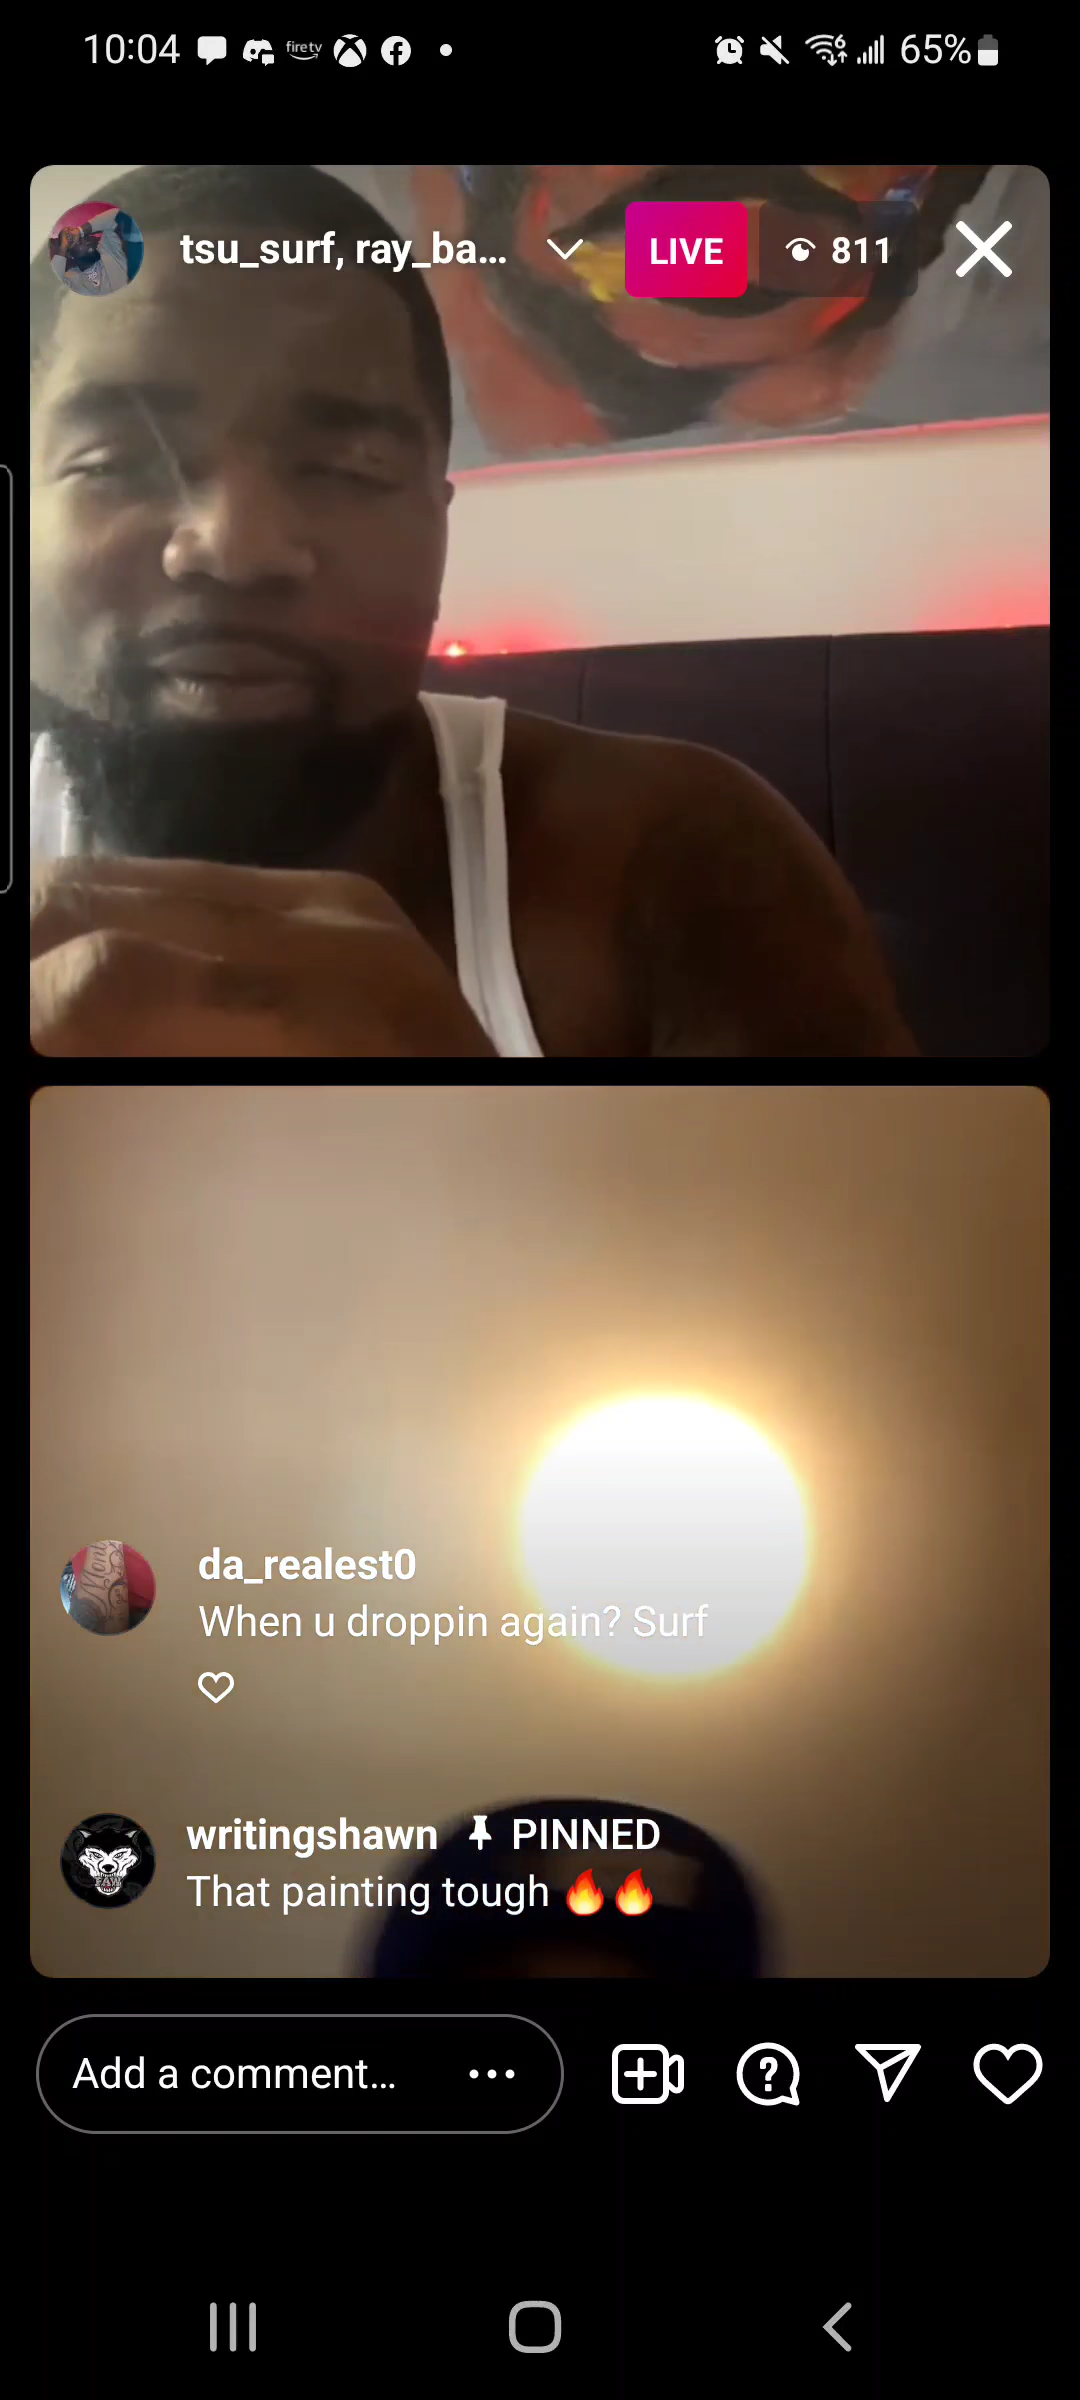 10:04 firetv 65%
tsu_surf, ray_ba... LIVE 811
da_realest0
When u droppin again? Surf
writingshawn PINNED
That painting tough 🔥🔥
Add a comment...